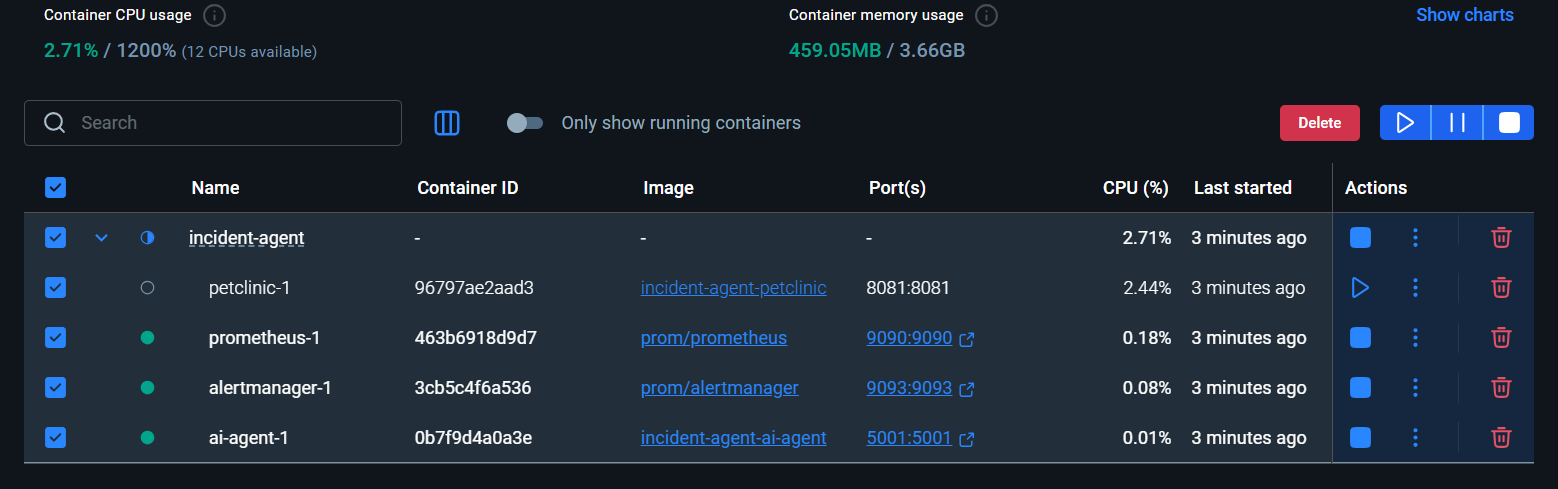 Container CPU usage
2.71% / 1200% (12 CPUs available)
Container memory usage
459.05MB / 3.66GB
Show charts
Search
Only show running containers
Delete
Name Container ID Image Port(s) CPU (%) Last started Actions
incident-agent - - - 2.71% 3 minutes ago
petclinic-1 96797ae2aad3 incident-agent-petclinic 8081:8081 2.44% 3 minutes ago
prometheus-1 463b6918d9d7 prom/prometheus 9090:9090 0.18% 3 minutes ago
alertmanager-1 3cb5c4f6a536 prom/alertmanager 9093:9093 0.08% 3 minutes ago
ai-agent-1 0b7f9d4a0a3e incident-agent-ai-agent 5001:5001 0.01% 3 minutes ago